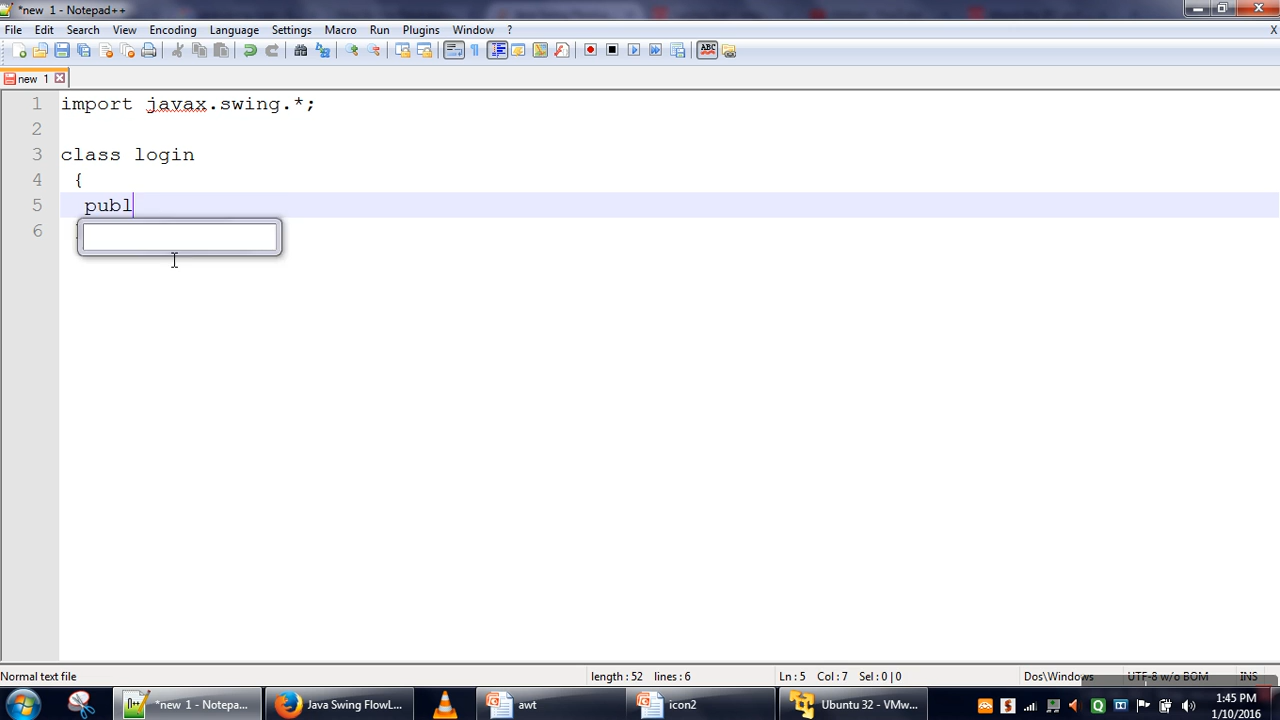 *new 1 - Notepad++
File Edit Search View Encoding Language Settings Macro Run Plugins Window ? X
ABC
new 1
1 import javax.swing.*;
2
3 class login
4 {
5 publ
6
Normal text file length : 52 lines : 6 Ln : 5 Col : 7 Sel : 0 | 0 Dos\Windows UTF-8 w/o BOM INS
*new 1 - Notepa... Java Swing FlowL... awt icon2 Ubuntu 32 - VMw... 1:45 PM
1/10/2016